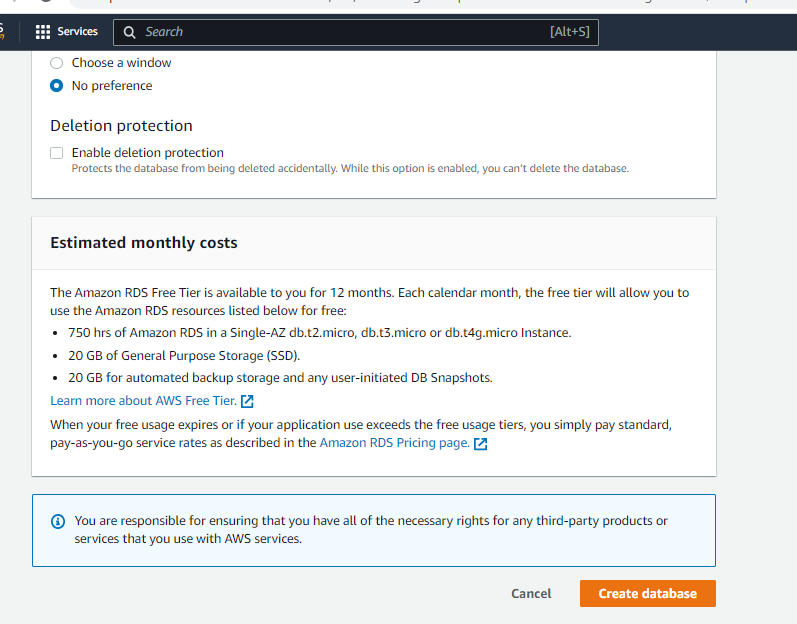 Services
Search
[Alt+S]
Choose a window
No preference
Deletion protection
Enable deletion protection
Protects the database from being deleted accidentally. While this option is enabled, you can't delete the database.
Estimated monthly costs
The Amazon RDS Free Tier is available to you for 12 months. Each calendar month, the free tier will allow you to
use the Amazon RDS resources listed below for free:
• 750 hrs of Amazon RDS in a Single-AZ db.t2.micro, db.t3.micro or db.t4g.micro Instance.
• 20 GB of General Purpose Storage (SSD).
• 20 GB for automated backup storage and any user-initiated DB Snapshots.
Learn more about AWS Free Tier.
When your free usage expires or if your application use exceeds the free usage tiers, you simply pay standard,
pay-as-you-go service rates as described in the Amazon RDS Pricing page.
You are responsible for ensuring that you have all of the necessary rights for any third-party products or
services that you use with AWS services.
Cancel
Create database